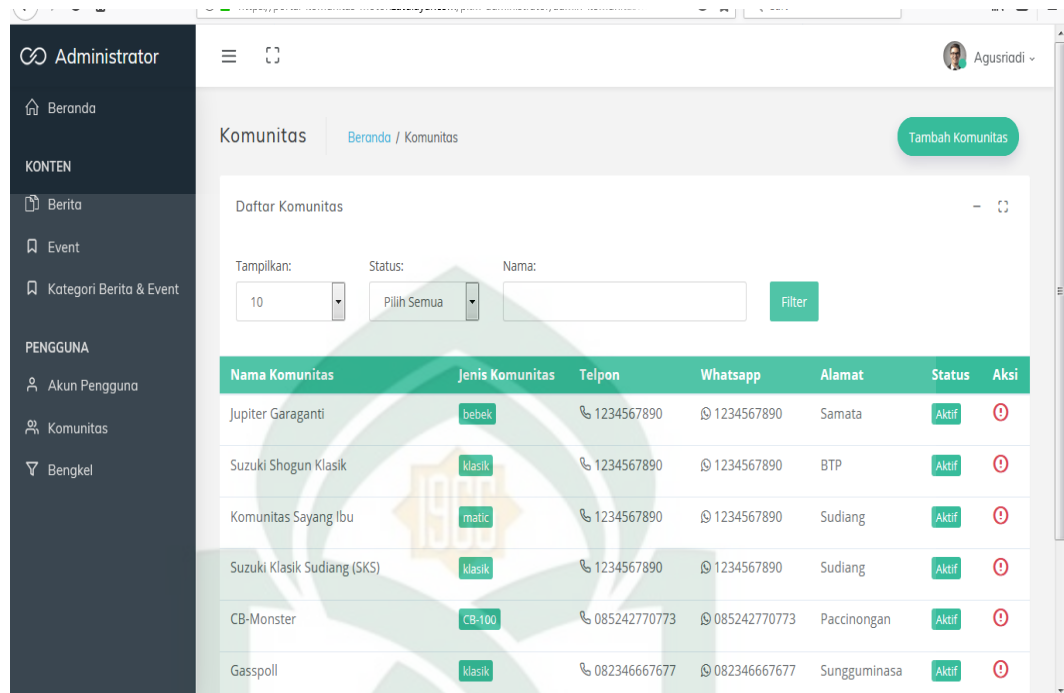 Administrator
Agusriadi
Beranda
KONTEN
Berita
Event
Kategori Berita & Event
PENGGUNA
Akun Pengguna
Komunitas
Bengkel
Komunitas
Beranda / Komunitas
Tambah Komunitas
Daftar Komunitas
Tampilkan: Status: Nama:
10 Pilih Semua Filter
Nama Komunitas Jenis Komunitas Telpon Whatsapp Alamat Status Aksi
Jupiter Garaganti bebek 1234567890 1234567890 Samata Aktif
Suzuki Shogun Klasik klasik 1234567890 1234567890 BTP Aktif
Komunitas Sayang Ibu matic 1234567890 1234567890 Sudiang Aktif
Suzuki Klasik Sudiang (SKS) klasik 1234567890 1234567890 Sudiang Aktif
CB-Monster CB-100 085242770773 085242770773 Paccinongan Aktif
Gasspoll klasik 082346667677 082346667677 Sungguminasa Aktif